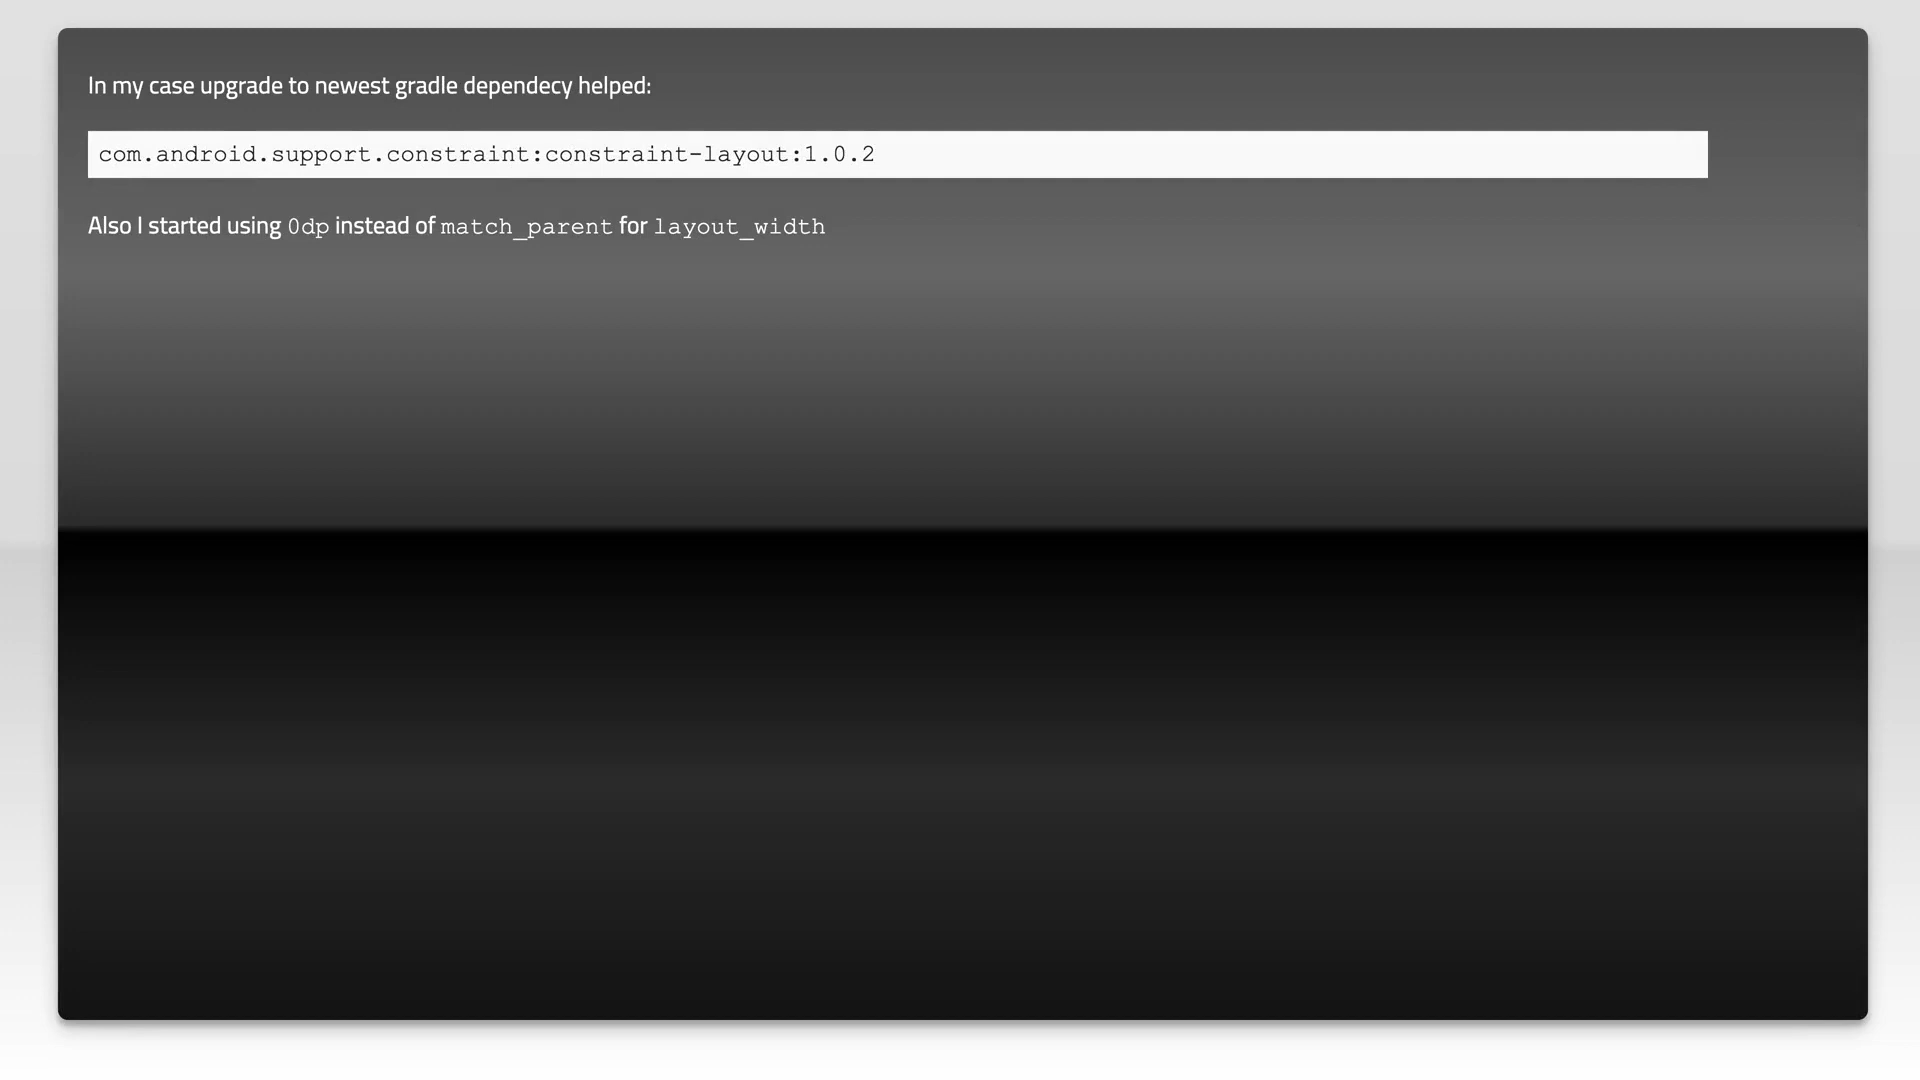 In my case upgrade to newest gradle dependecy helped:
com.android.support.constraint:constraint-layout:1.0.2
Also I started using 0dp instead of match_parent for layout_width